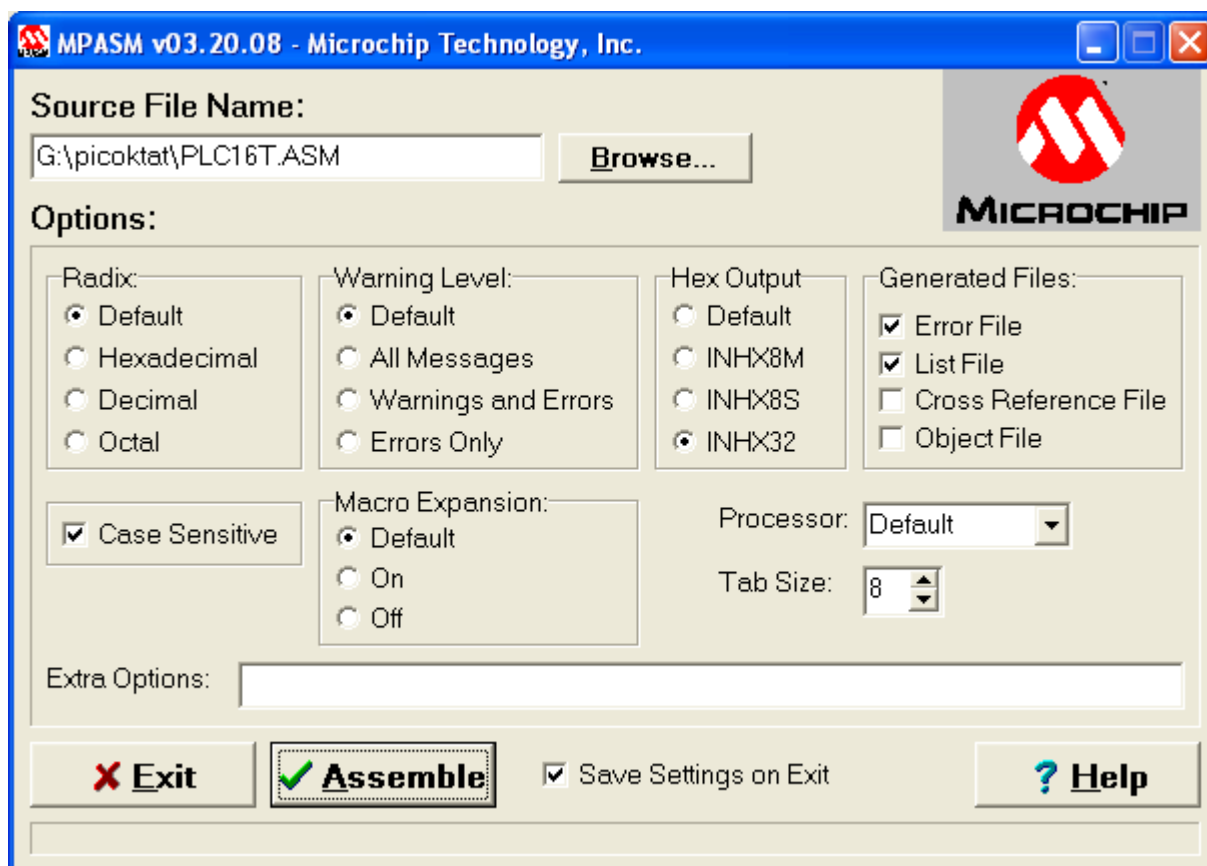 MPASM v03.20.08 - Microchip Technology, Inc.
Source File Name:
G:\picoktat\PLC16T.ASM
Browse...
MICROCHIP
Options:
Radix:
Default
Hexadecimal
Decimal
Octal
Warning Level:
Default
All Messages
Warnings and Errors
Errors Only
Hex Output
Default
INHX8M
INHX8S
INHX32
Generated Files:
Error File
List File
Cross Reference File
Object File
Case Sensitive
Macro Expansion:
Default
On
Off
Processor: Default
Tab Size: 8
Extra Options:
Exit
Assemble
Save Settings on Exit
? Help